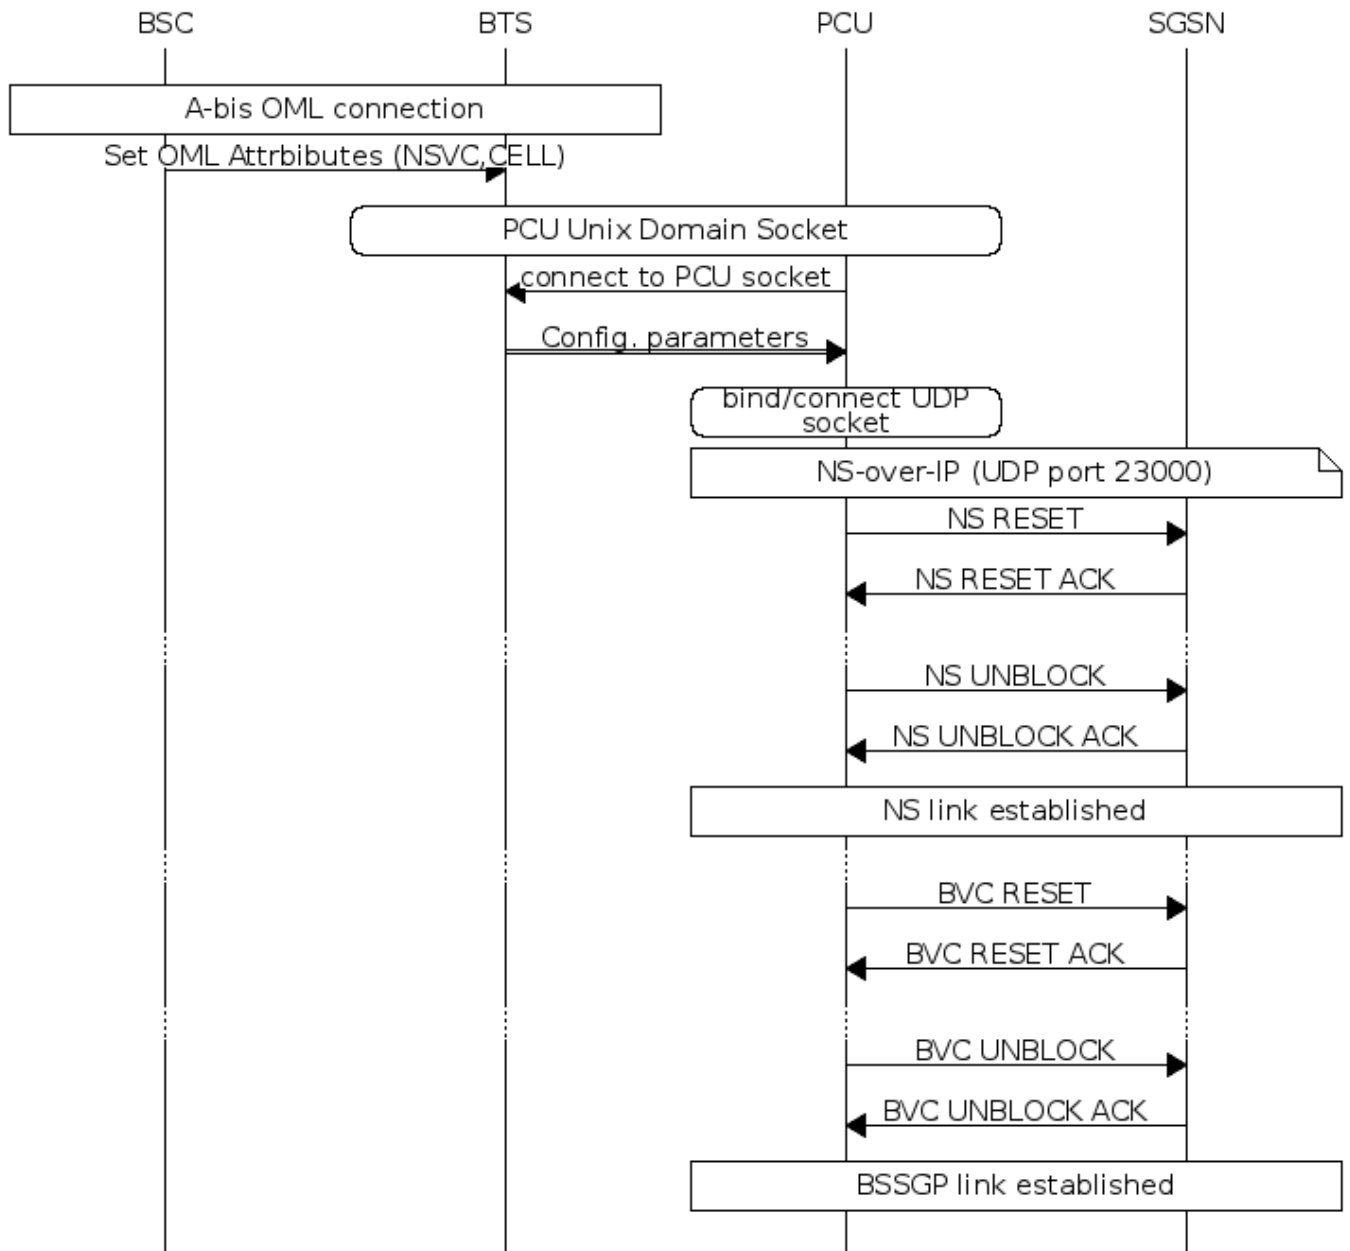 BSC BTS PCU SGSN
A-bis OML connection
Set OML Attrbibutes (NSVC,CELL)
PCU Unix Domain Socket
connect to PCU socket
Config. parameters
bind/connect UDP
socket
NS-over-IP (UDP port 23000)
NS RESET
NS RESET ACK
NS UNBLOCK
NS UNBLOCK ACK
NS link established
BVC RESET
BVC RESET ACK
BVC UNBLOCK
BVC UNBLOCK ACK
BSSGP link established